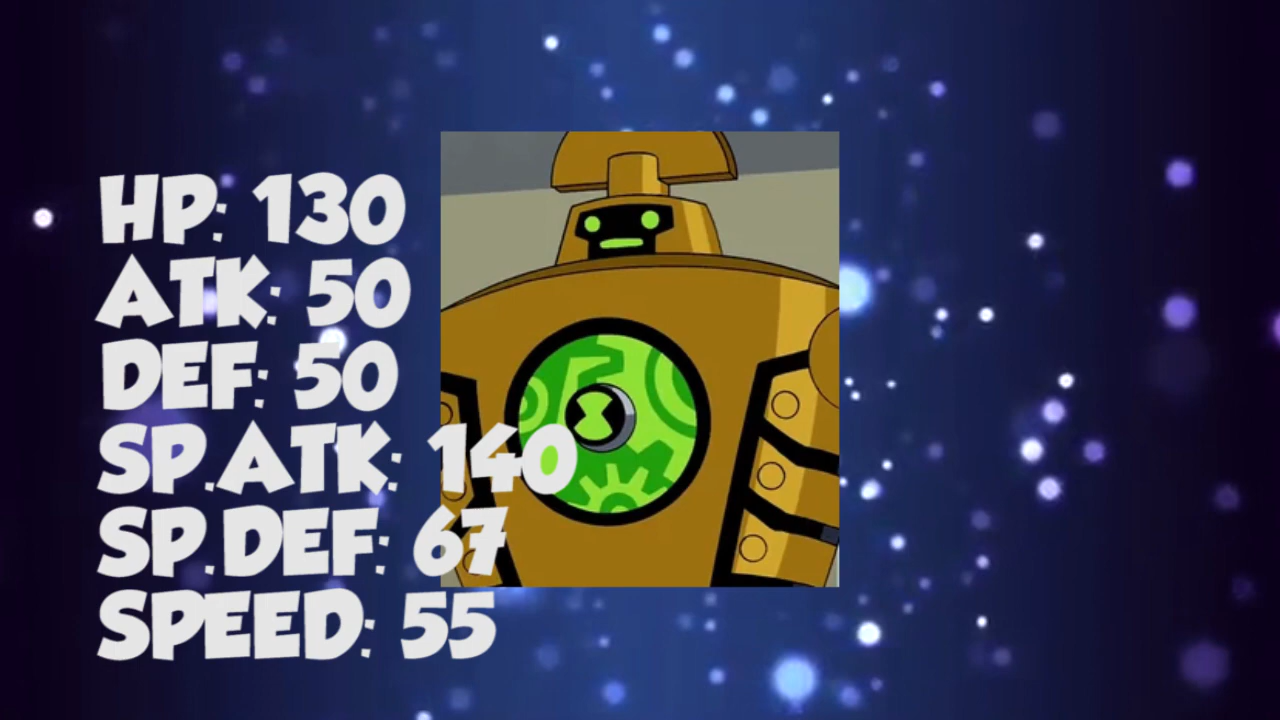 HP: 130
ATK: 50
DEF: 50
SP.ATK: 140
SP.DEF: 67
SPEED: 55